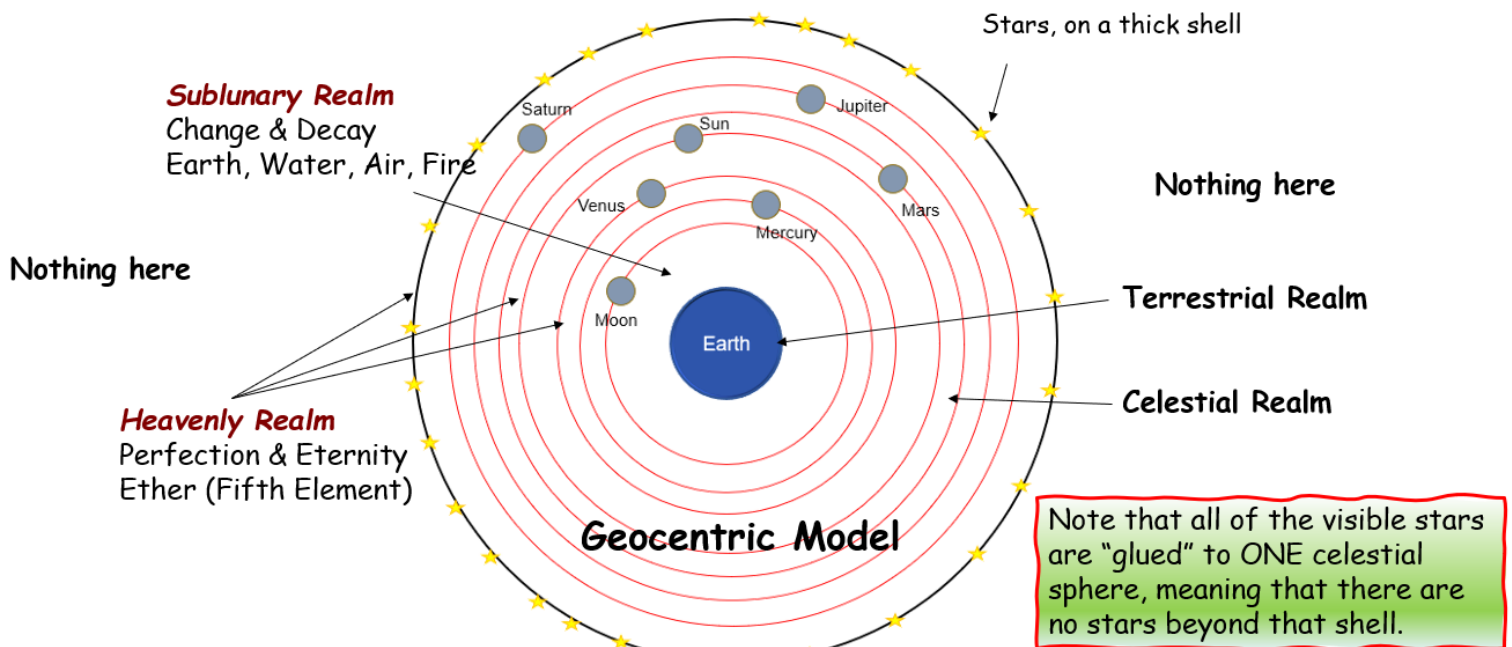 Stars, on a thick shell
Sublunary Realm
Change & Decay
Earth, Water, Air, Fire
Saturn
Jupiter
Sun
Nothing here
Venus
Mars
Mercury
Nothing here
Terrestrial Realm
Moon
Earth
Celestial Realm
Heavenly Realm
Perfection & Eternity
Ether (Fifth Element)
Geocentric Model
Note that all of the visible stars
are “glued” to ONE celestial
sphere, meaning that there are
no stars beyond that shell.